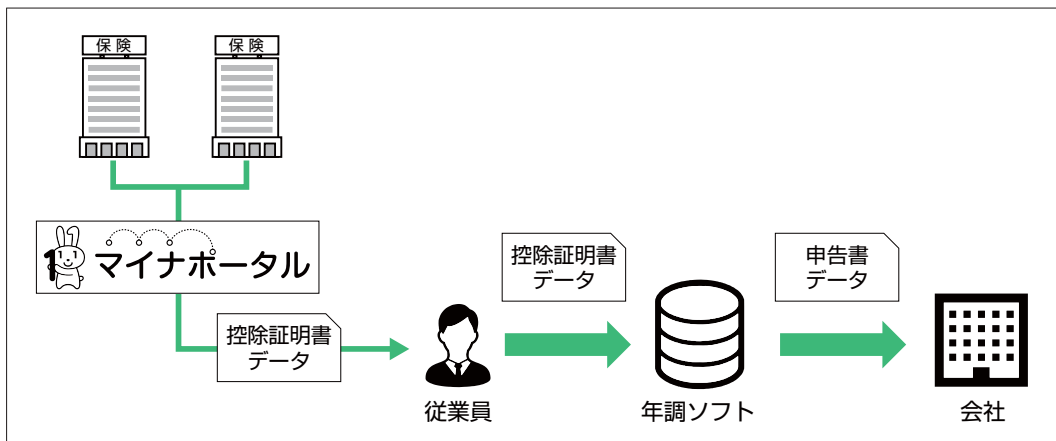 保険
保険
マイナポータル
控除証明書
データ
控除証明書
データ
申告書
データ
従業員
年調ソフト
会社